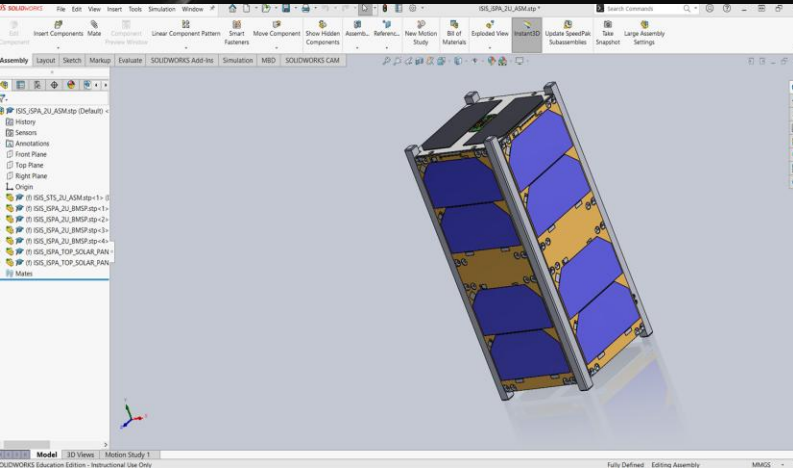 SOLIDWORKS File Edit View Insert Tools Simulation Window ISIS_ISPA_2U_ASM.stp * Search Commands
Edit Component Insert Components Mate Component Preview Window Linear Component Pattern Smart Fasteners Move Component Show Hidden Components Assemb... Referenc... New Motion Study Bill of Materials Exploded View Instant3D Update SpeedPak Subassemblies Take Snapshot Large Assembly Settings
Assembly Layout Sketch Markup Evaluate SOLIDWORKS Add-Ins Simulation MBD SOLIDWORKS CAM
ISIS_ISPA_2U_ASM.stp (Default) <
History
Sensors
Annotations
Front Plane
Top Plane
Right Plane
Origin
(f) ISIS_STS_2U_ASM.stp<1>
(f) ISIS_ISPA_2U_BMSP.stp<1>
(f) ISIS_ISPA_2U_BMSP.stp<2>
(f) ISIS_ISPA_2U_BMSP.stp<3>
(f) ISIS_ISPA_2U_BMSP.stp<4>
(f) ISIS_ISPA_TOP_SOLAR_PAN
(f) ISIS_ISPA_TOP_SOLAR_PAN
Mates
Model 3D Views Motion Study 1
SOLIDWORKS Education Edition - Instructional Use Only Fully Defined Editing Assembly MMGS